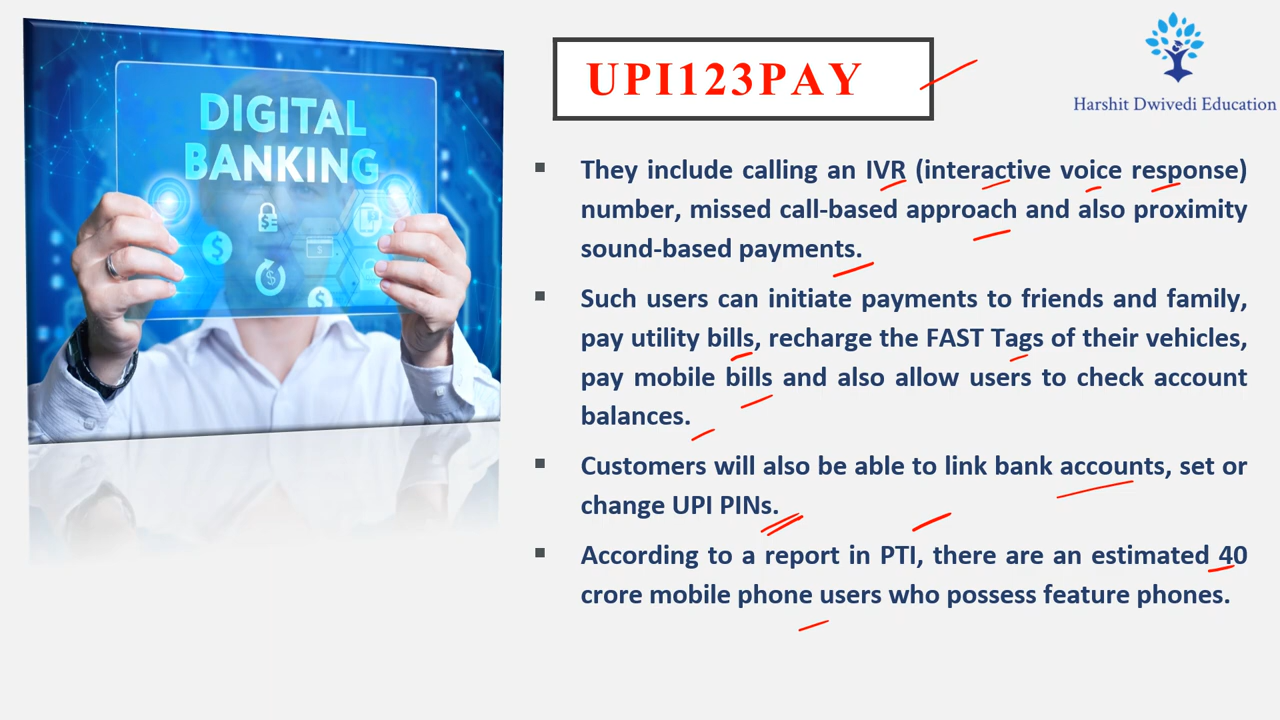 DIGITAL
BANKING
UPI123PAY
Harshit Dwivedi Education
▪ They include calling an IVR (interactive voice response)
number, missed call-based approach and also proximity
sound-based payments.
▪ Such users can initiate payments to friends and family,
pay utility bills, recharge the FAST Tags of their vehicles,
pay mobile bills and also allow users to check account
balances.
▪ Customers will also be able to link bank accounts, set or
change UPI PINs.
▪ According to a report in PTI, there are an estimated 40
crore mobile phone users who possess feature phones.